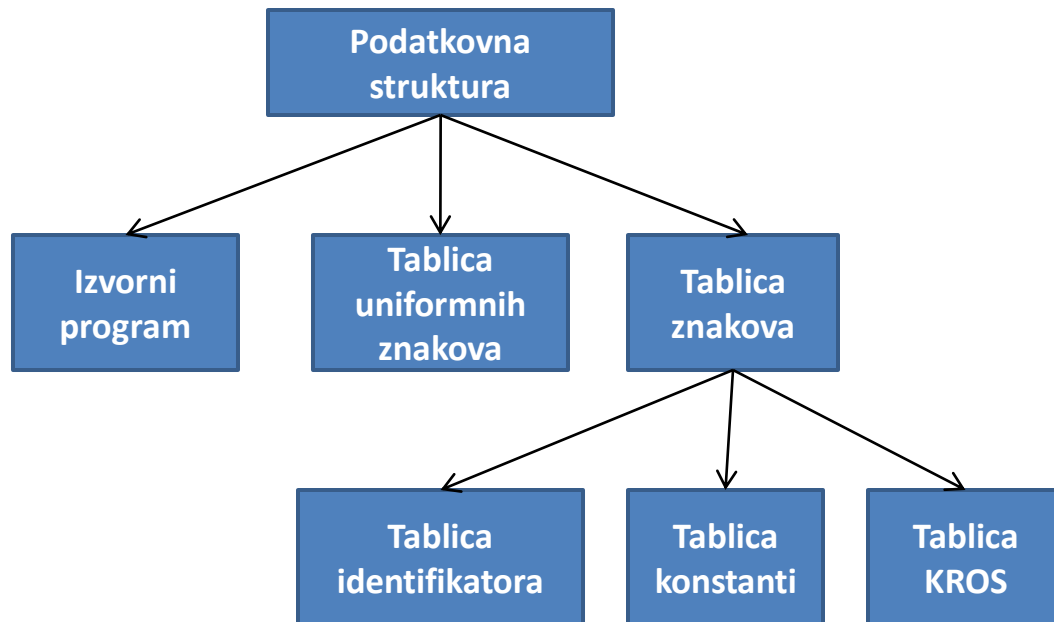 Podatkovna
struktura
Izvorni
program
Tablica
uniformnih
znakova
Tablica
znakova
Tablica
identifikatora
Tablica
konstanti
Tablica
KROS